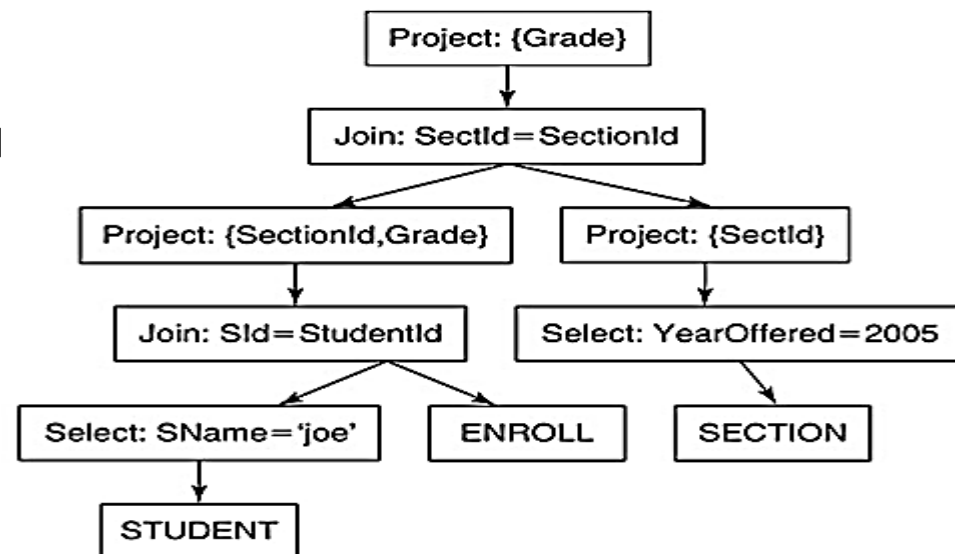 Project: {Grade}
Join: SectId=SectionId
Project: {SectionId,Grade}
Project: {SectId}
Join: SId=StudentId
Select: YearOffered=2005
Select: SName=‘joe’
ENROLL
SECTION
STUDENT